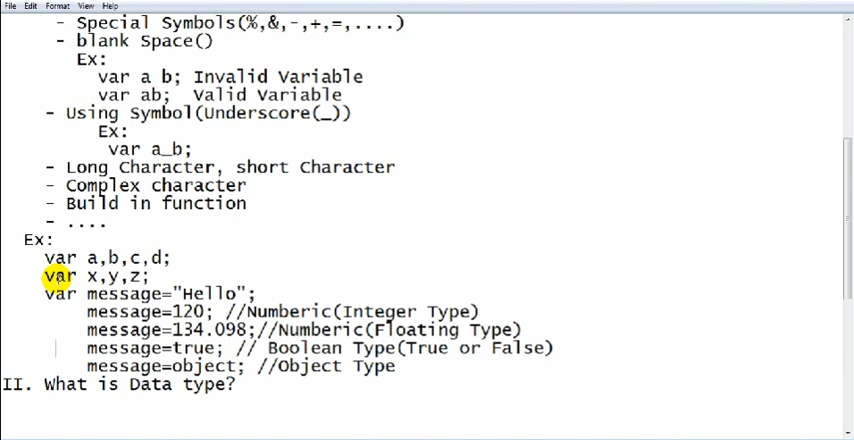 File Edit Format View Help
- Special Symbols(%,&,-,+,=,....)
- blank Space()
Ex:
var a b; Invalid Variable
var ab; Valid Variable
- Using Symbol(Underscore(_))
Ex:
var a_b;
- Long Character, short Character
- Complex character
- Build in function
- ....
Ex:
var a,b,c,d;
var x,y,z;
var message="Hello";
message=120; //Numberic(Integer Type)
message=134.098;//Numberic(Floating Type)
message=true; // Boolean Type(True or False)
message=object; //Object Type
II. What is Data type?